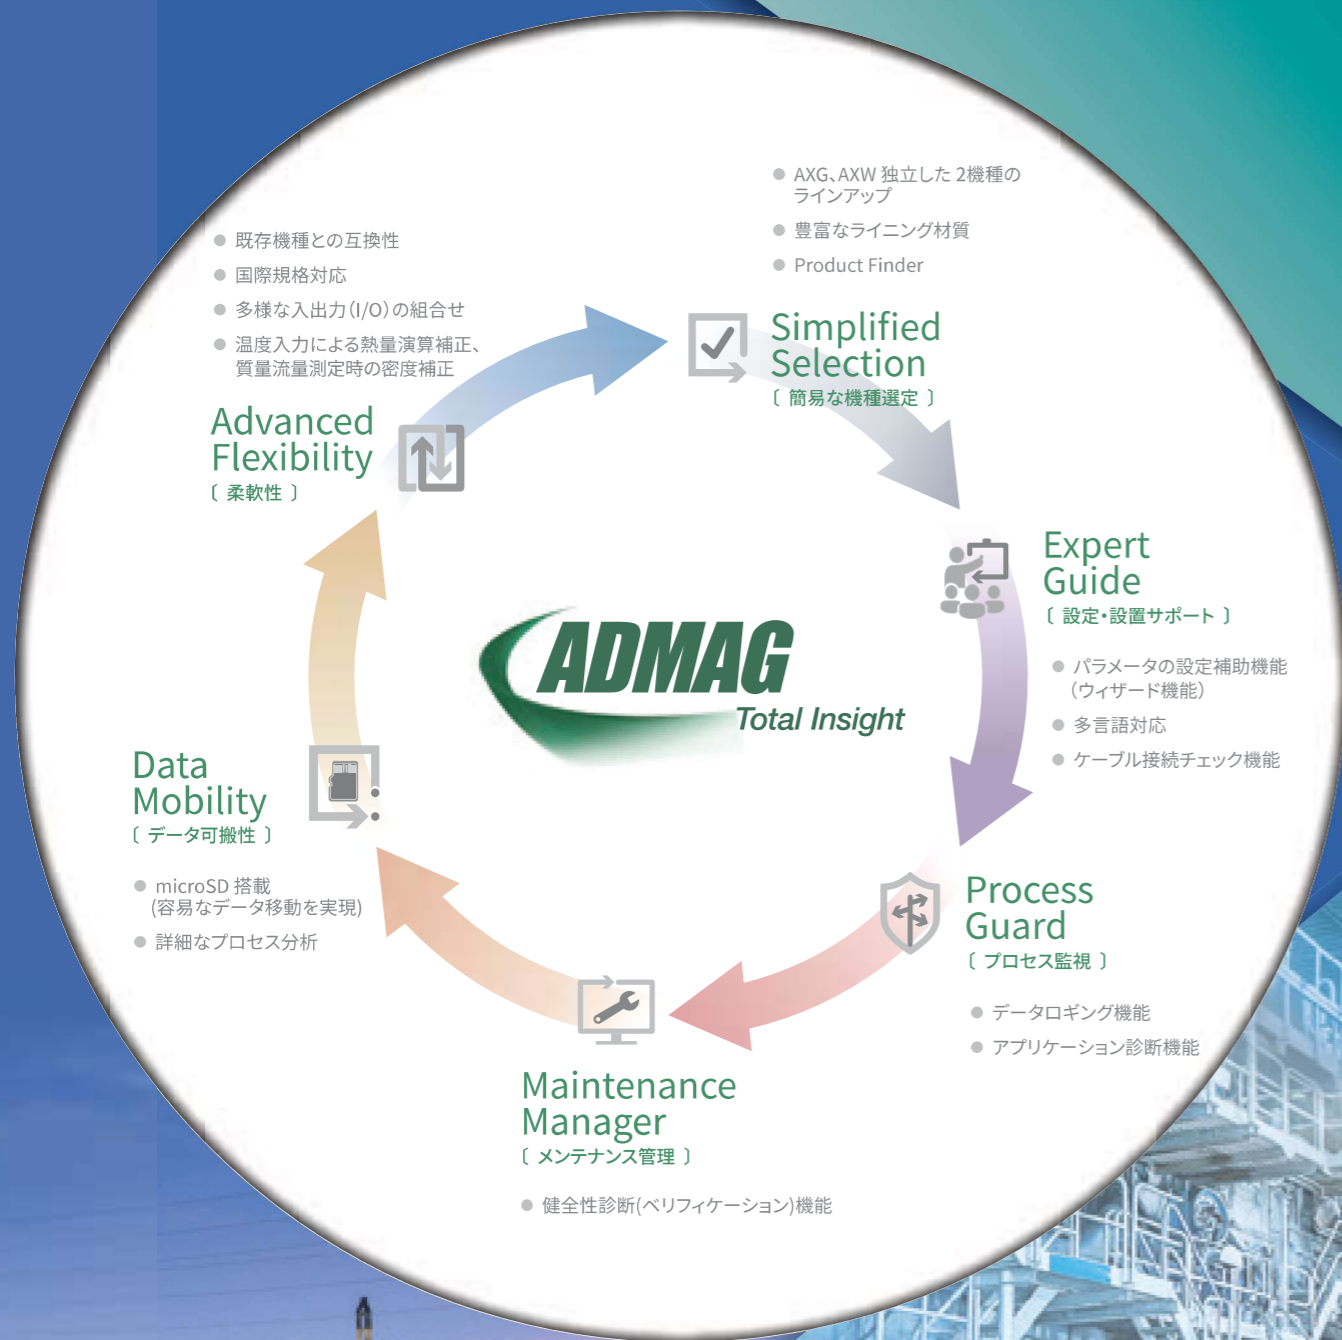 AXG、AXW 独立した 2機種の
ラインアップ
豊富なライニング材質
Product Finder
Simplified
Selection
〔 簡易な機種選定 〕
Expert
Guide
〔 設定・設置サポート 〕
パラメータの設定補助機能
（ウィザード機能）
多言語対応
ケーブル接続チェック機能
Process
Guard
〔 プロセス監視 〕
データロギング機能
アプリケーション診断機能
Maintenance
Manager
〔 メンテナンス管理 〕
健全性診断(ベリフィケーション)機能
Data
Mobility
〔 データ可搬性 〕
microSD 搭載
(容易なデータ移動を実現)
詳細なプロセス分析
既存機種との互換性
国際規格対応
多様な入出力（I/O）の組合せ
温度入力による熱量演算補正、
質量流量測定時の密度補正
Advanced
Flexibility
〔 柔軟性 〕
ADMAG
Total Insight